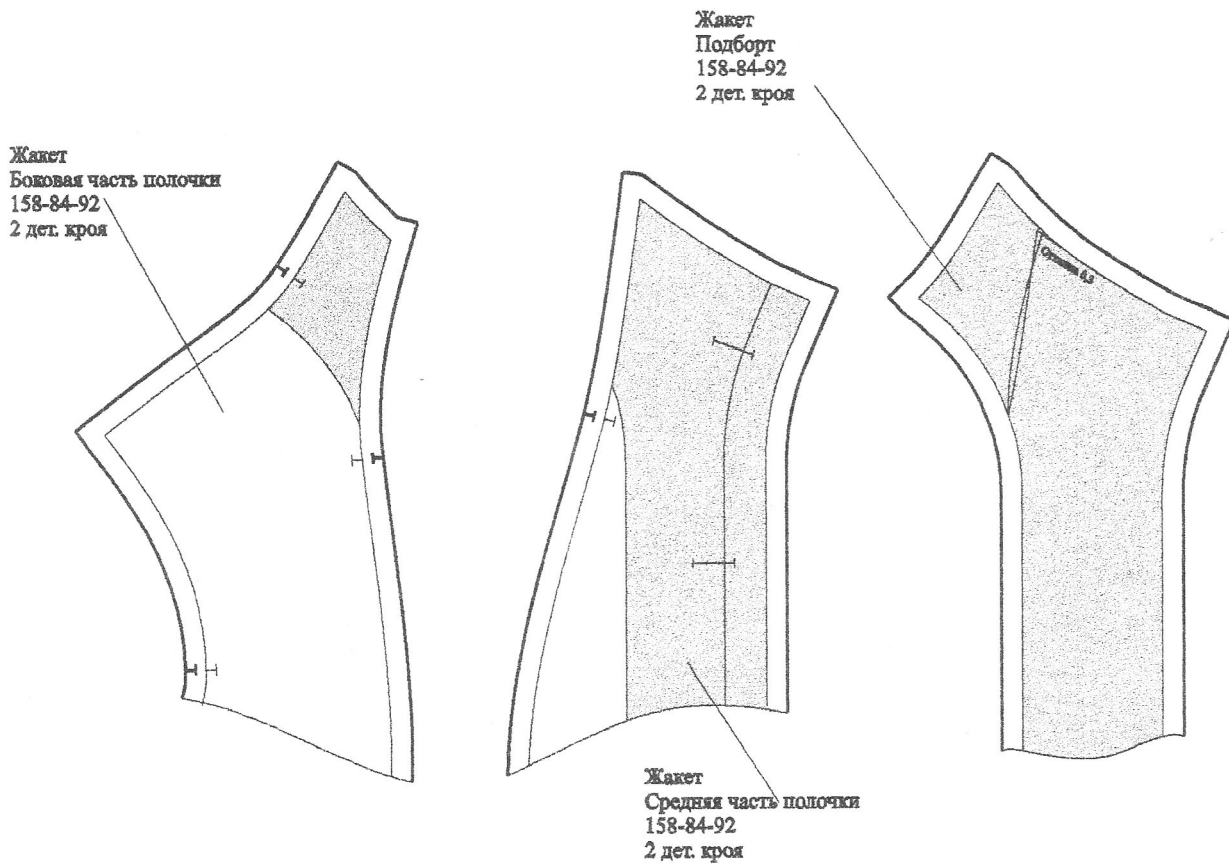 Жакет
Подборт
158-84-92
2 дет. кроя
Жакет
Боковая часть полочки
158-84-92
2 дет. кроя
Жакет
Средняя часть полочки
158-84-92
2 дет. кроя